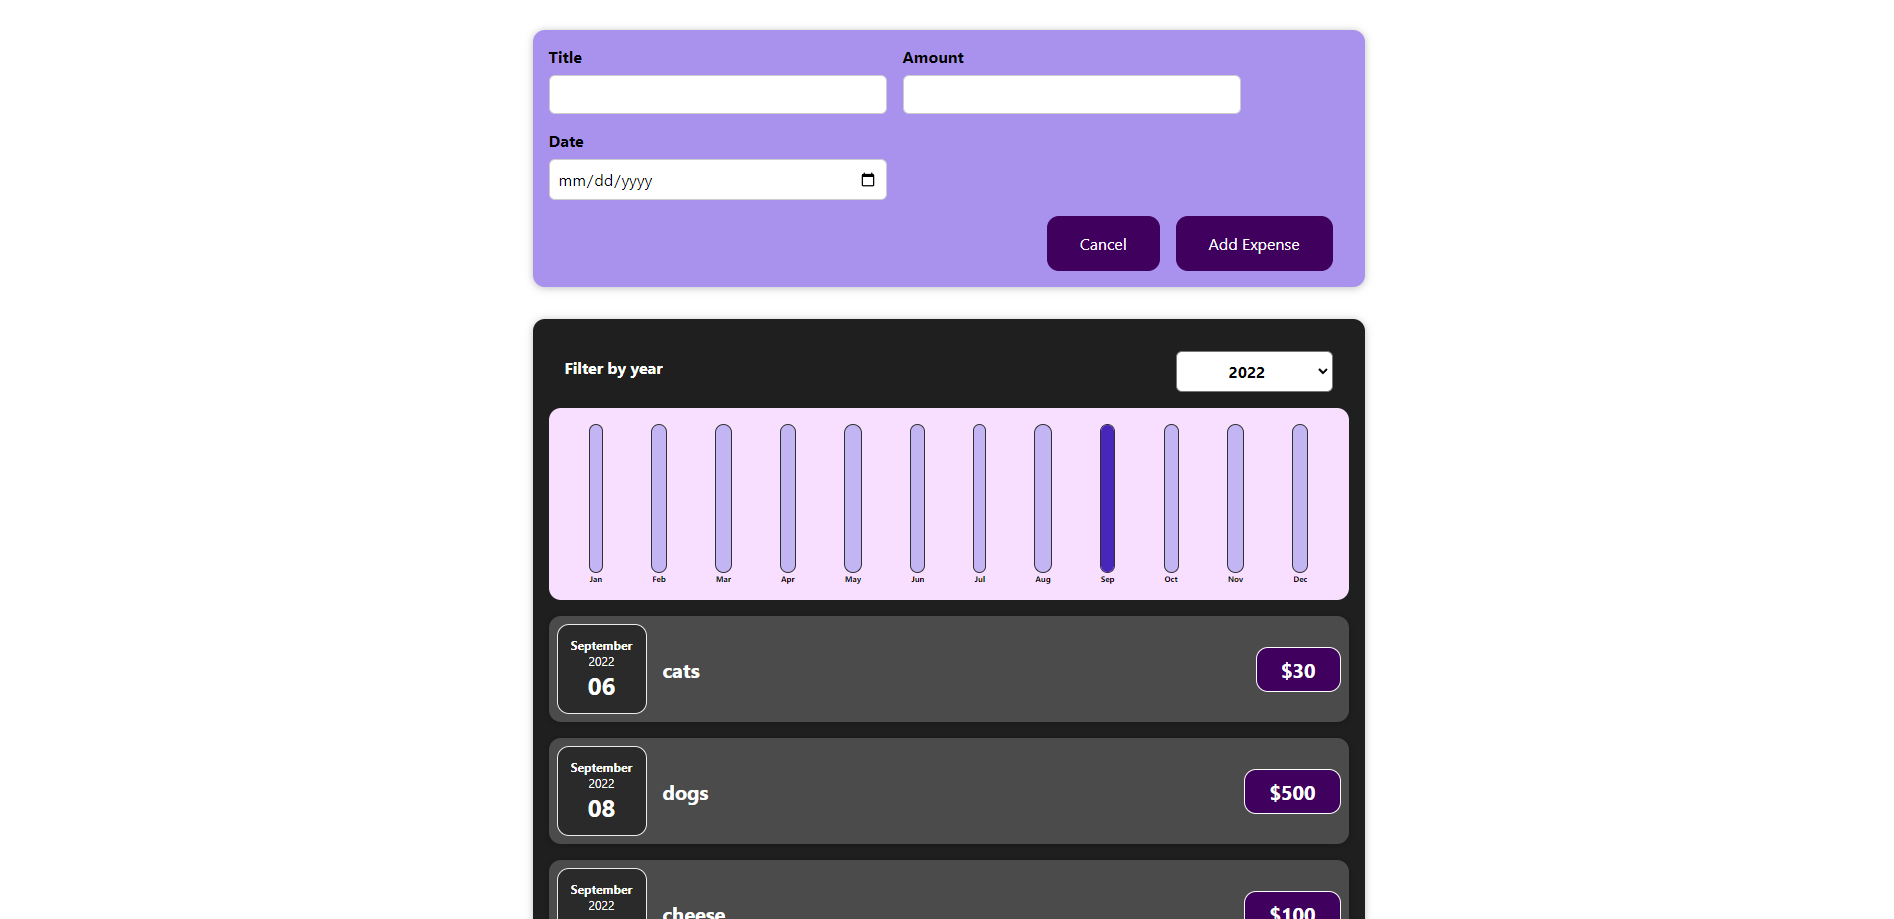 Title Amount
Date
mm/dd/yyyy
Cancel Add Expense
Filter by year 2022
Jan Feb Mar Apr May Jun Jul Aug Sep Oct Nov Dec
September
2022
06
cats
$30
September
2022
08
dogs
$500
September
2022
cheese
$100